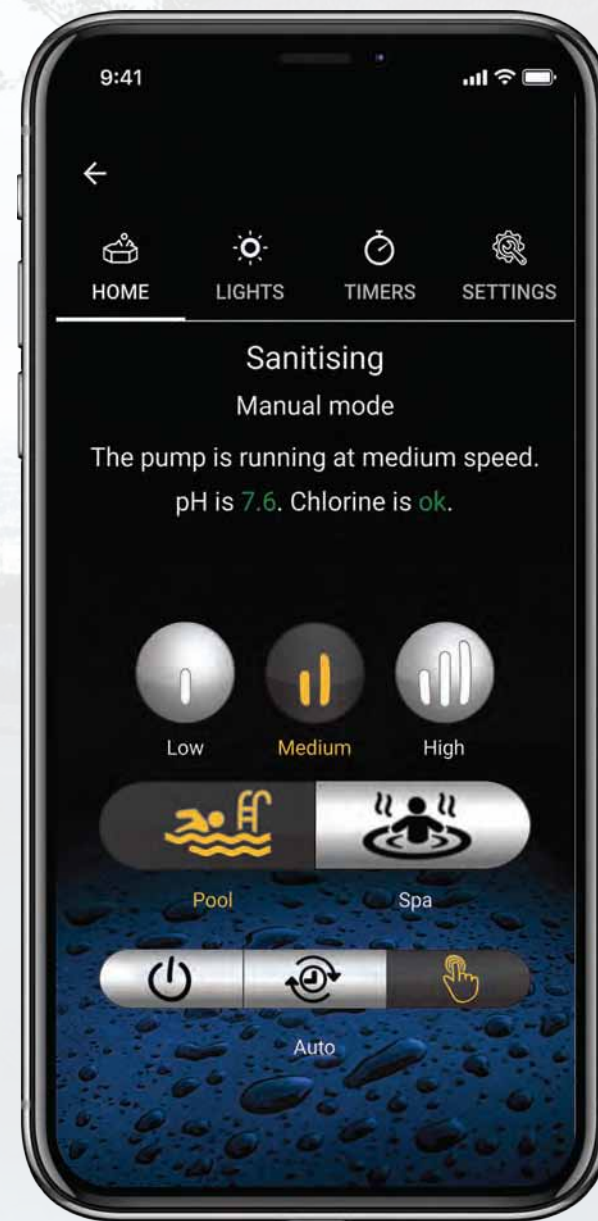 9:41
HOME LIGHTS TIMERS SETTINGS
Sanitising
Manual mode
The pump is running at medium speed.
pH is 7.6. Chlorine is ok.
Low Medium High
Pool Spa
Auto